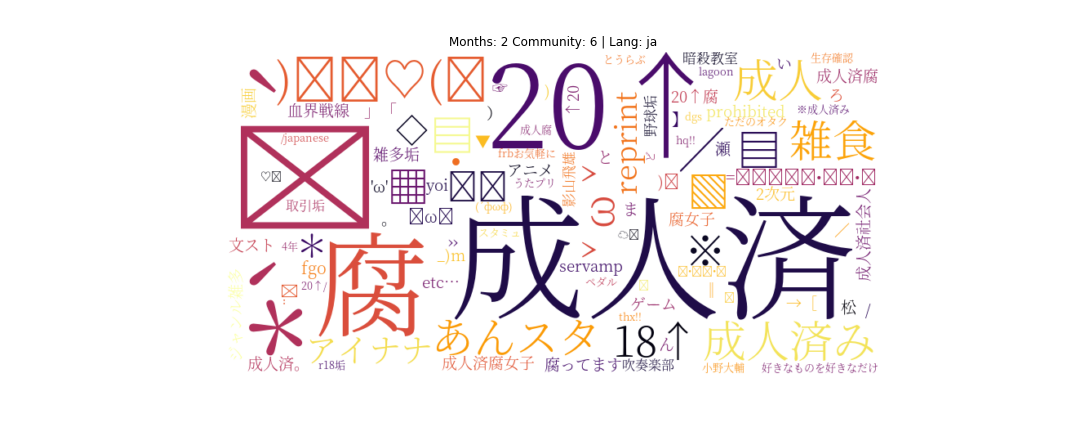 Months: 2 Community: 6 | Lang: ja
とうらぶ
暗殺教室
lagoon
生存確認
成人
い
成人済腐
ろ
漫画
血界戦線
」「
20
↑
↑20
20↑腐
※成人済み
prohibited
dgs
ただのオタク
成人腐
reprint
野球垢
hq!!
雑食
/japanese
雑多垢
frbお気軽に
アニメ
うたプリ
影山飛雄
と
瀬
'ω'
yoi
取引垢
2次元
腐女子
成人済社会人
ω
(ФωФ)
スタミュ
文スト
4年
fgo
20↑/
腐
成人済
※
››
_)m
etc…
servamp
ペダル
ゲーム
thx!!
松
/
アイナナ
あんスタ
18↑
ん
成人済み
成人済。
r18垢
成人済腐女子
腐ってます
吹奏楽部
小野大輔
好きなものを好きなだけ